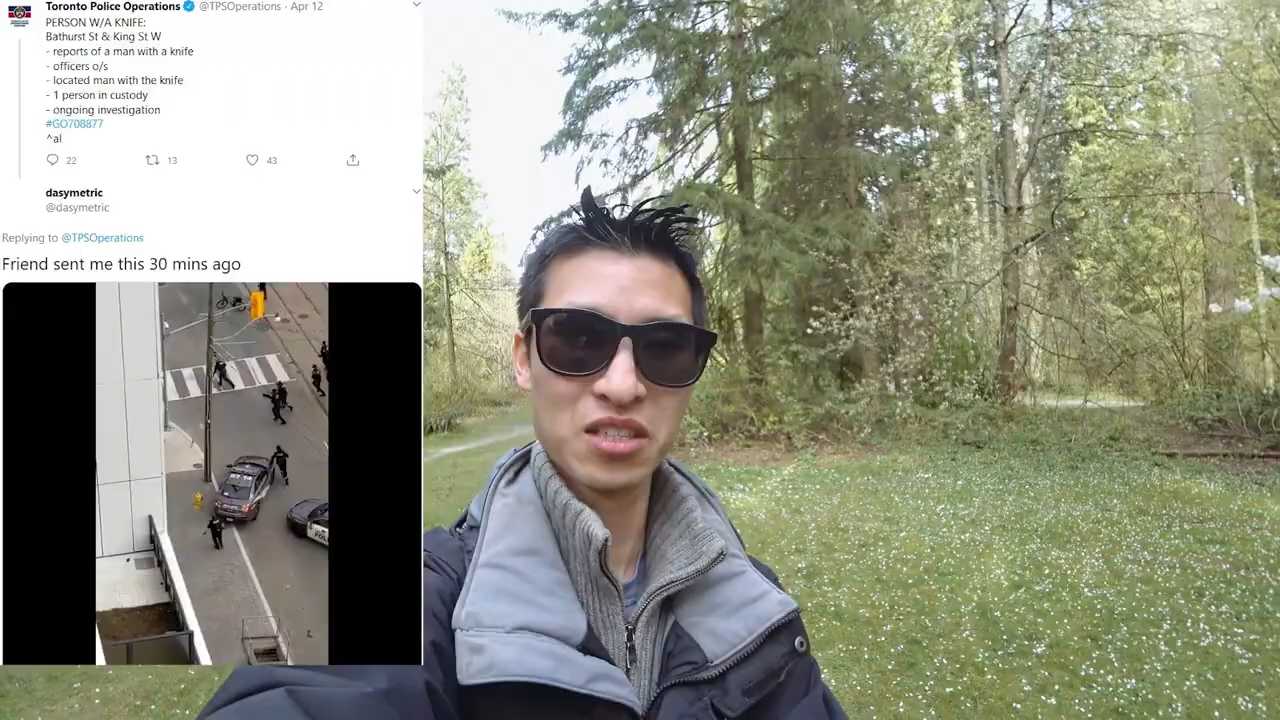 Toronto Police Operations @TPSOperations · Apr 12
PERSON W/A KNIFE:
Bathurst St & King St W
- reports of a man with a knife
- officers o/s
- located man with the knife
- 1 person in custody
- ongoing investigation
#GO708877
^al
22 13 43
dasymetric
@dasymetric
Replying to @TPSOperations
Friend sent me this 30 mins ago